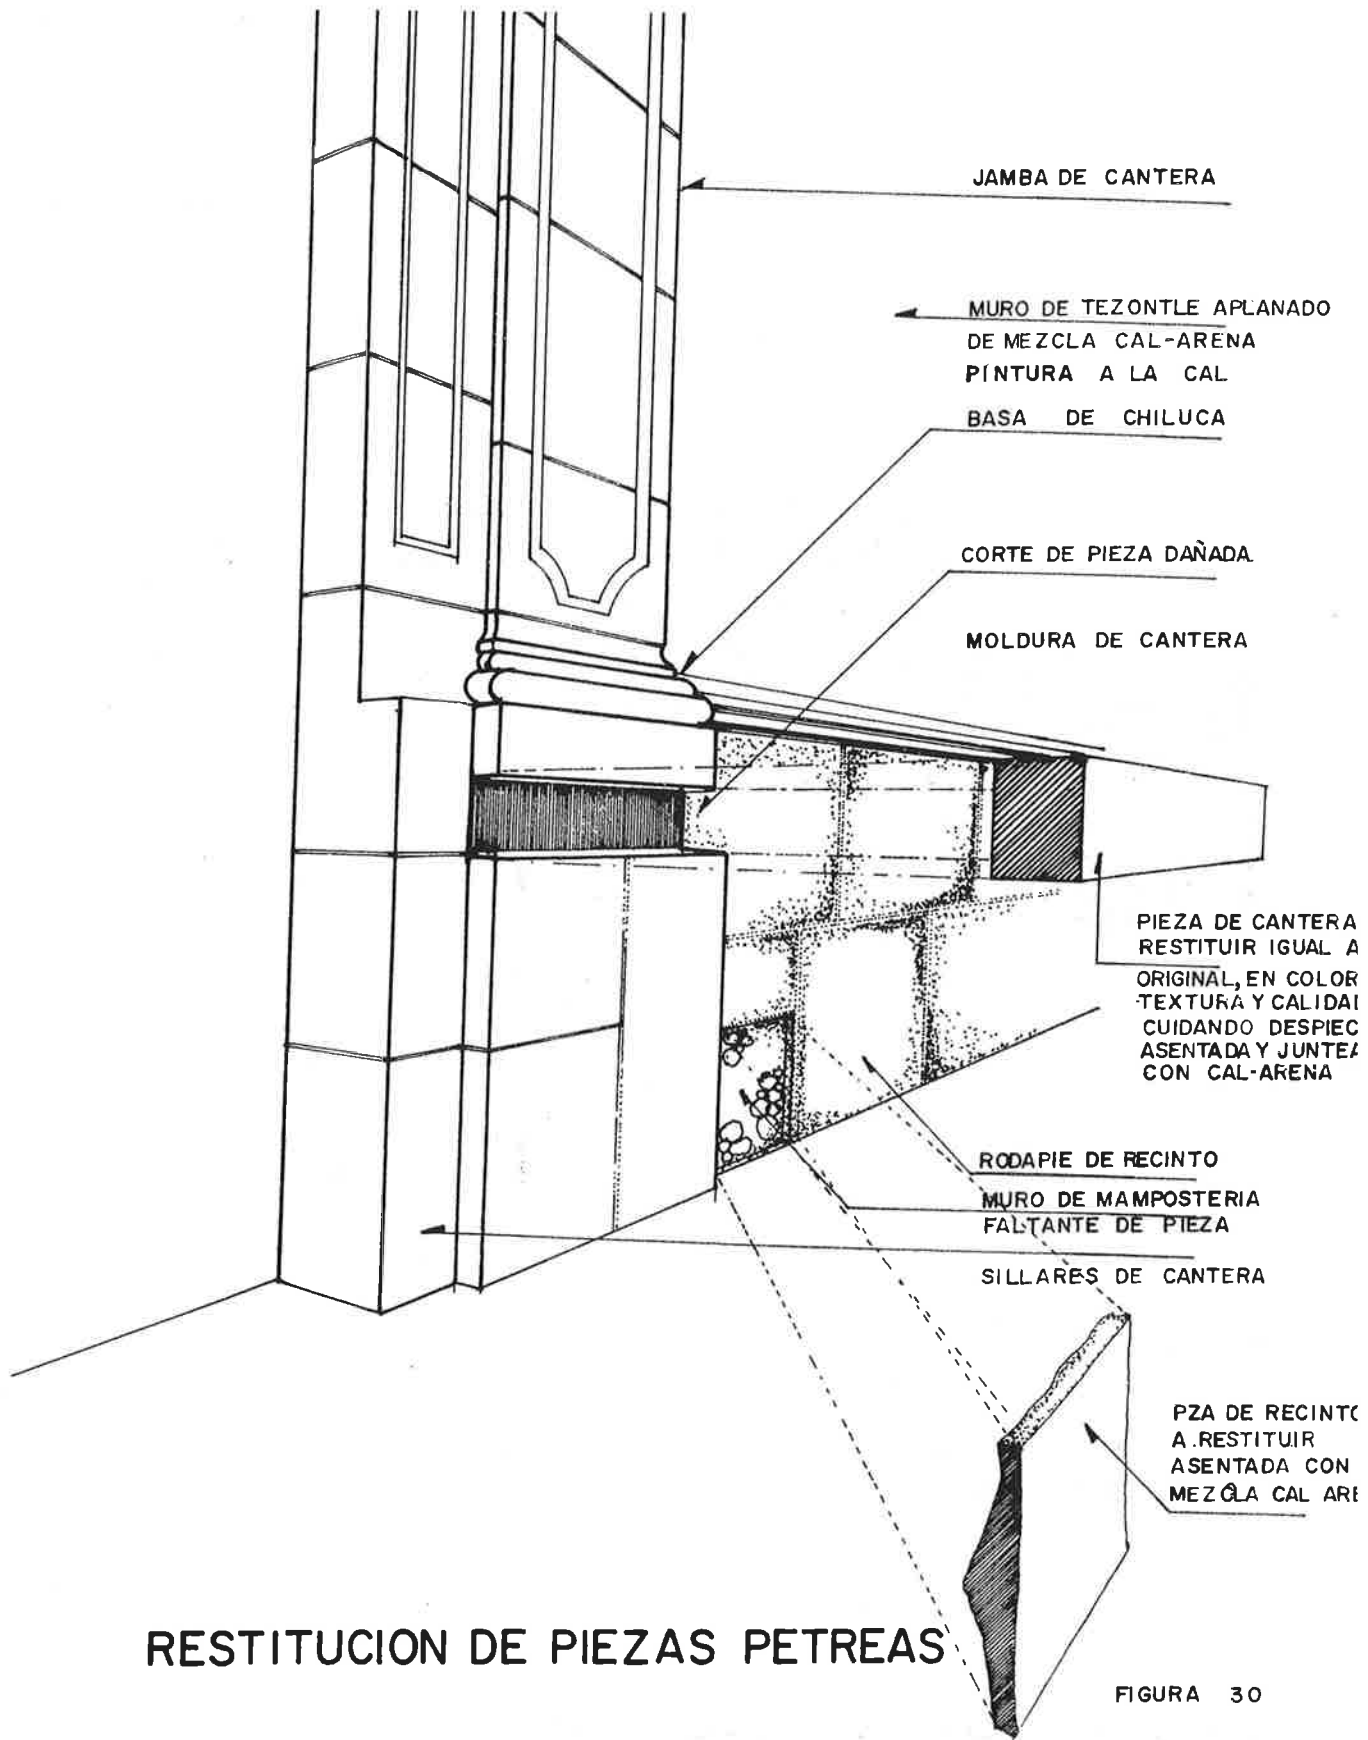 JAMBA DE CANTERA
MURO DE TEZONTLE APLANADO
DE MEZCLA CAL-ARENA
PINTURA A LA CAL
BASA DE CHILUCA
CORTE DE PIEZA DAÑADA
MOLDURA DE CANTERA
PIEZA DE CANTERA
RESTITUIR IGUAL A
ORIGINAL, EN COLOR
TEXTURA Y CALIDAD
CUIDANDO DESPIEC
ASENTADA Y JUNTEA
CON CAL-ARENA
RODAPIE DE RECINTO
MURO DE MAMPOSTERIA
FALTANTE DE PIEZA
SILLARES DE CANTERA
PZA DE RECINTO
A RESTITUIR
ASENTADA CON
MEZCLA CAL ARE
RESTITUCION DE PIEZAS PETREAS
FIGURA 30